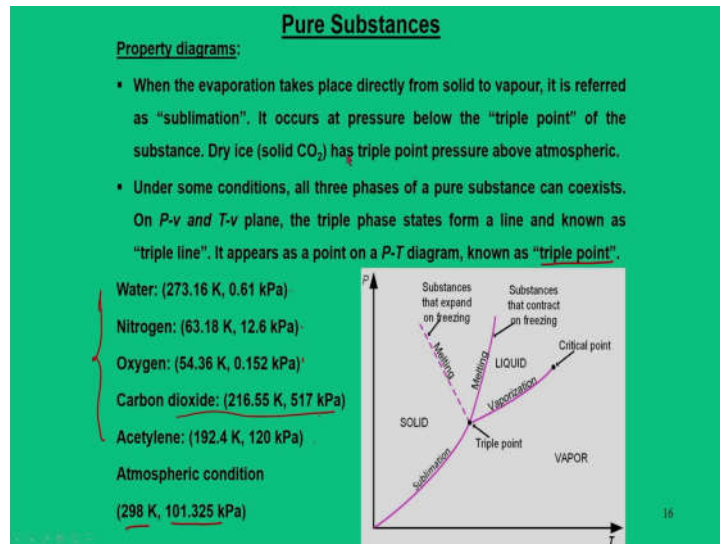 Pure Substances
Property diagrams:
▪ When the evaporation takes place directly from solid to vapour, it is referred
as “sublimation”. It occurs at pressure below the “triple point” of the
substance. Dry ice (solid CO₂) has triple point pressure above atmospheric.
▪ Under some conditions, all three phases of a pure substance can coexists.
On P-v and T-v plane, the triple phase states form a line and known as
“triple line”. It appears as a point on a P-T diagram, known as “triple point”.
Water: (273.16 K, 0.61 kPa)
Nitrogen: (63.18 K, 12.6 kPa)
Oxygen: (54.36 K, 0.152 kPa)
Carbon dioxide: (216.55 K, 517 kPa)
Acetylene: (192.4 K, 120 kPa)
Atmospheric condition
(298 K, 101.325 kPa)
P
Substances
that expand
on freezing
Substances
that contract
on freezing
Melting
Melting
LIQUID
Critical point
Vaporization
SOLID
Triple point
Sublimation
VAPOR
T
16